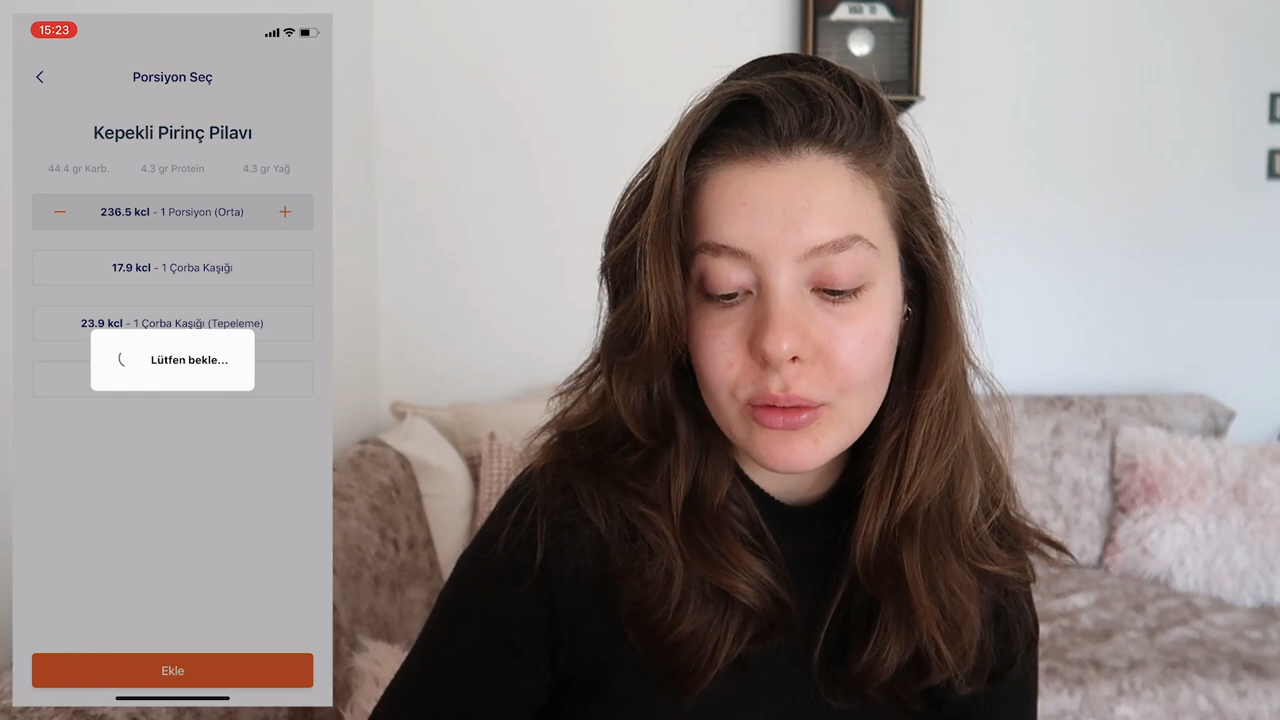 15:23
Porsiyon Seç
Kepekli Pirinç Pilavı
44.4 gr Karb. 4.3 gr Protein 4.3 gr Yağ
236.5 kcl - 1 Porsiyon (Orta)
17.9 kcl - 1 Çorba Kaşığı
23.9 kcl - 1 Çorba Kaşığı (Tepeleme)
Lütfen bekle...
Ekle